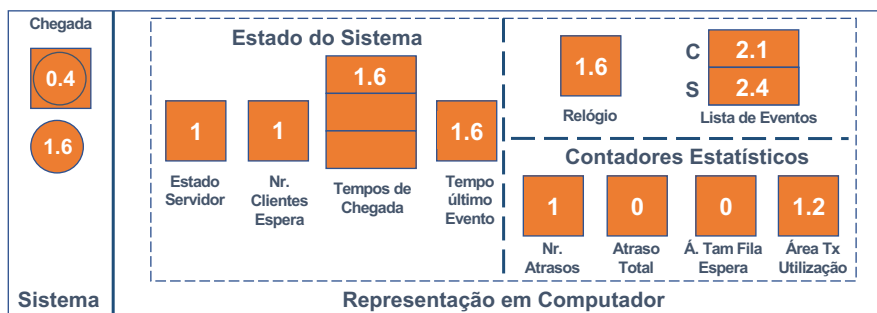 Chegada
0.4
1.6
Sistema
Estado do Sistema
1
Estado
Servidor
1
Nr.
Clientes
Espera
1.6
Tempos de
Chegada
1.6
Tempo
último
Evento
1.6
Relógio
C
2.1
S
2.4
Lista de Eventos
Contadores Estatísticos
1
Nr.
Atrasos
0
Atraso
Total
0
Á. Tam Fila
Espera
1.2
Área Tx
Utilização
Representação em Computador